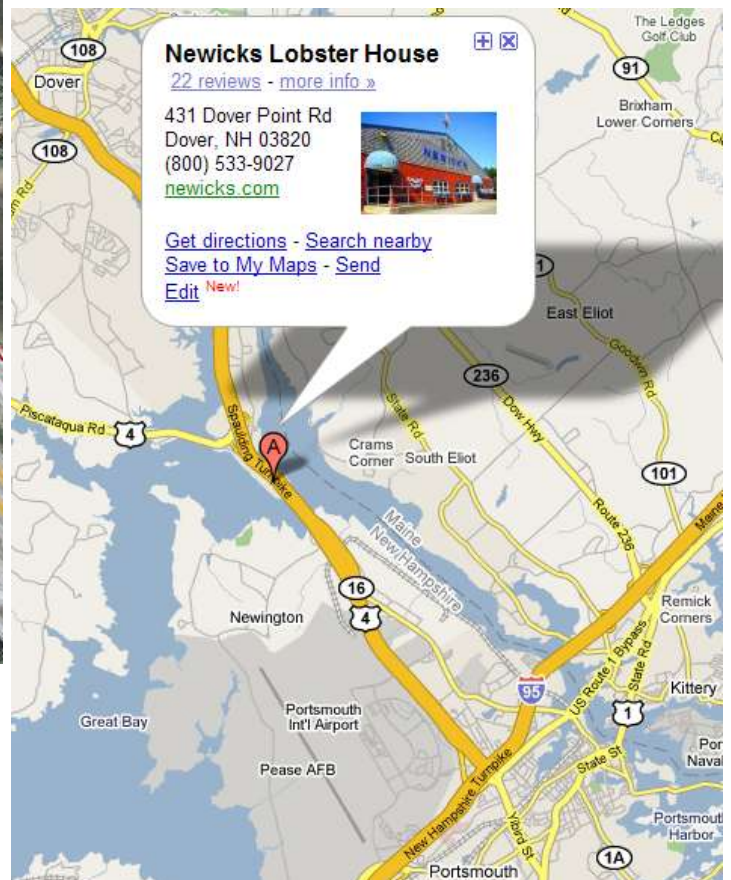 Newicks Lobster House
22 reviews - more info »
431 Dover Point Rd
Dover, NH 03820
(800) 533-9027
newicks.com
NEWICK'S
Get directions - Search nearby
Save to My Maps - Send
Edit New!
The Ledges
Golf Club
108
Dover
91
Brixham
Lower Corners
108
East Eliot
Goodwin Rd
236
Dow Hwy
State Rd
Piscataqua Rd
4
Spaulding Turnpike
A
Crams
Corner
South Eliot
101
Route 236
Maine
Maine
New Hampshire
16
4
Newington
Remick
Corners
95
US Route 1 Bypass
State Rd
Kittery
1
Great Bay
Portsmouth
Int'l Airport
Pease AFB
State St
New Hampshire Turnpike
Portsmouth
Harbor
1A
Portsmouth